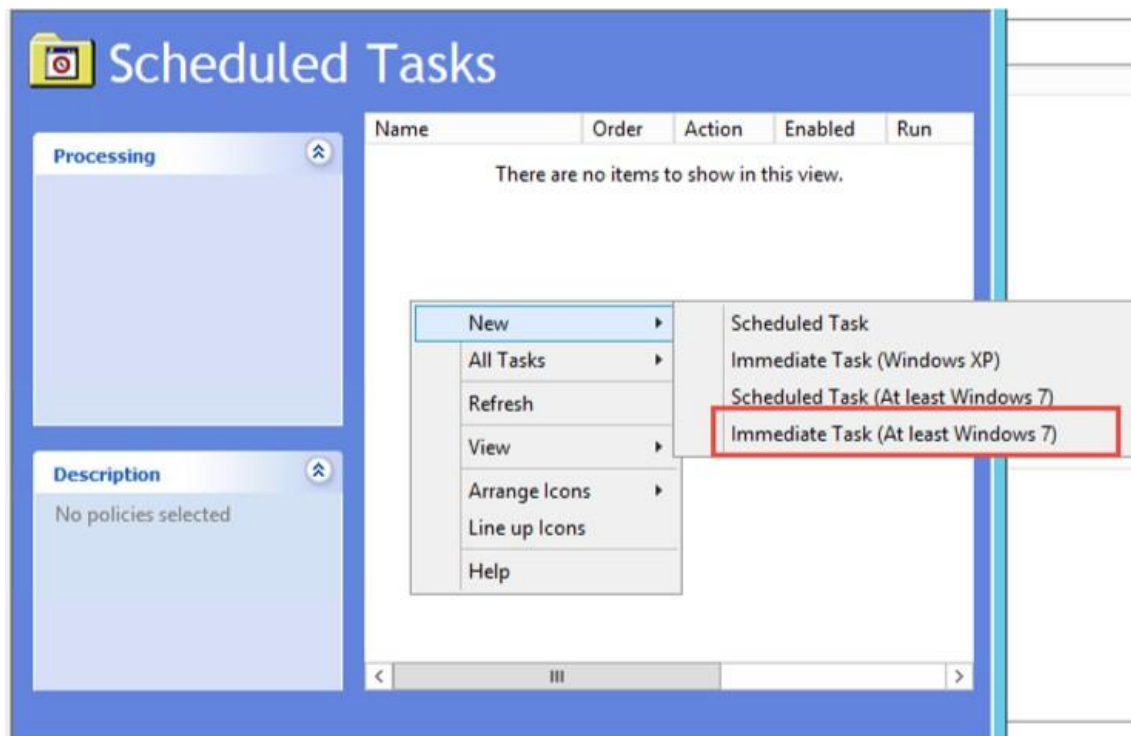 Scheduled Tasks
Processing
Name Order Action Enabled Run
There are no items to show in this view.
New
All Tasks
Refresh
View
Arrange Icons
Line up Icons
Help
Scheduled Task
Immediate Task (Windows XP)
Scheduled Task (At least Windows 7)
Immediate Task (At least Windows 7)
Description
No policies selected